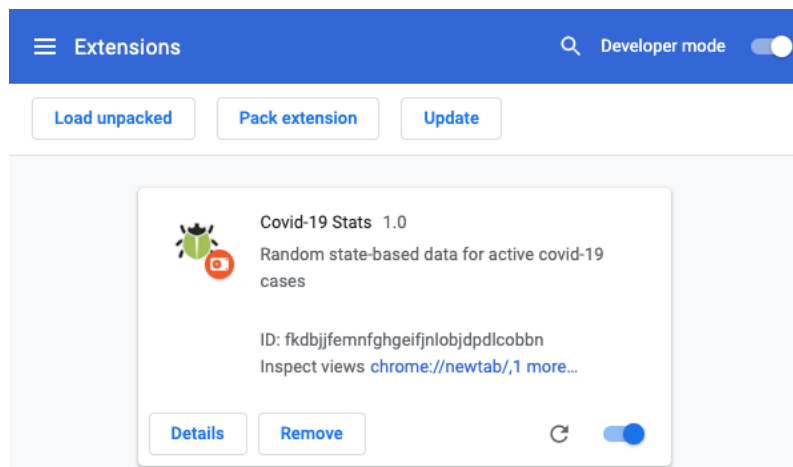 Extensions
Developer mode
Load unpacked
Pack extension
Update
Covid-19 Stats 1.0
Random state-based data for active covid-19
cases
ID: fkdbjjfemnfghgeifjnlobjdpdlcobbn
Inspect views chrome://newtab/,1 more...
Details
Remove